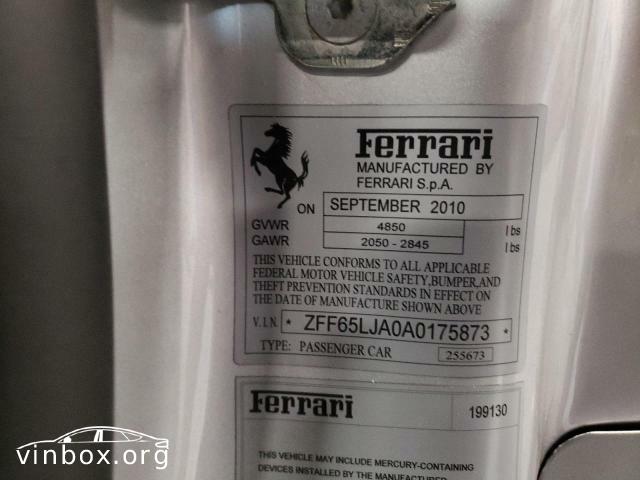 Ferrari
MANUFACTURED BY
FERRARI S.p.A.
ON SEPTEMBER 2010
GVWR 4850 lbs
GAWR 2050 - 2845 lbs
THIS VEHICLE CONFORMS TO ALL APPLICABLE
FEDERAL MOTOR VEHICLE SAFETY,BUMPER,AND
THEFT PREVENTION STANDARDS IN EFFECT ON
THE DATE OF MANUFACTURE SHOWN ABOVE
V.I.N. * ZFF65LJA0A0175873 *
TYPE: PASSENGER CAR 255673
Ferrari 199130
THIS VEHICLE MAY INCLUDE MERCURY-CONTAINING
DEVICES INSTALLED BY THE MANUFACTURER
vinbox.org